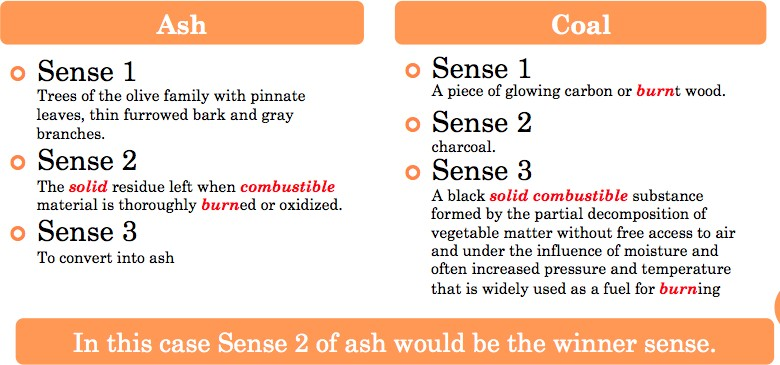 Ash
Sense 1
Trees of the olive family with pinnate
leaves, thin furrowed bark and gray
branches.
Sense 2
The solid residue left when combustible
material is thoroughly burned or oxidized.
Sense 3
To convert into ash
Coal
Sense 1
A piece of glowing carbon or burnt wood.
Sense 2
charcoal.
Sense 3
A black solid combustible substance
formed by the partial decomposition of
vegetable matter without free access to air
and under the influence of moisture and
often increased pressure and temperature
that is widely used as a fuel for burning
In this case Sense 2 of ash would be the winner sense.